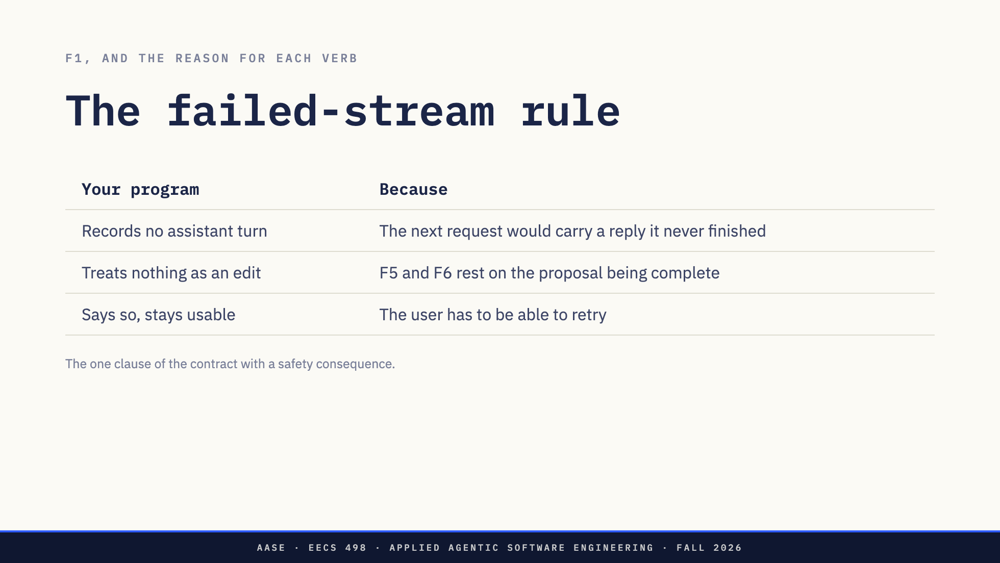 F1, AND THE REASON FOR EACH VERB
The failed-stream rule
Your program Because
Records no assistant turn The next request would carry a reply it never finished
Treats nothing as an edit F5 and F6 rest on the proposal being complete
Says so, stays usable The user has to be able to retry
The one clause of the contract with a safety consequence.
AASE · EECS 498 · APPLIED AGENTIC SOFTWARE ENGINEERING · FALL 2026